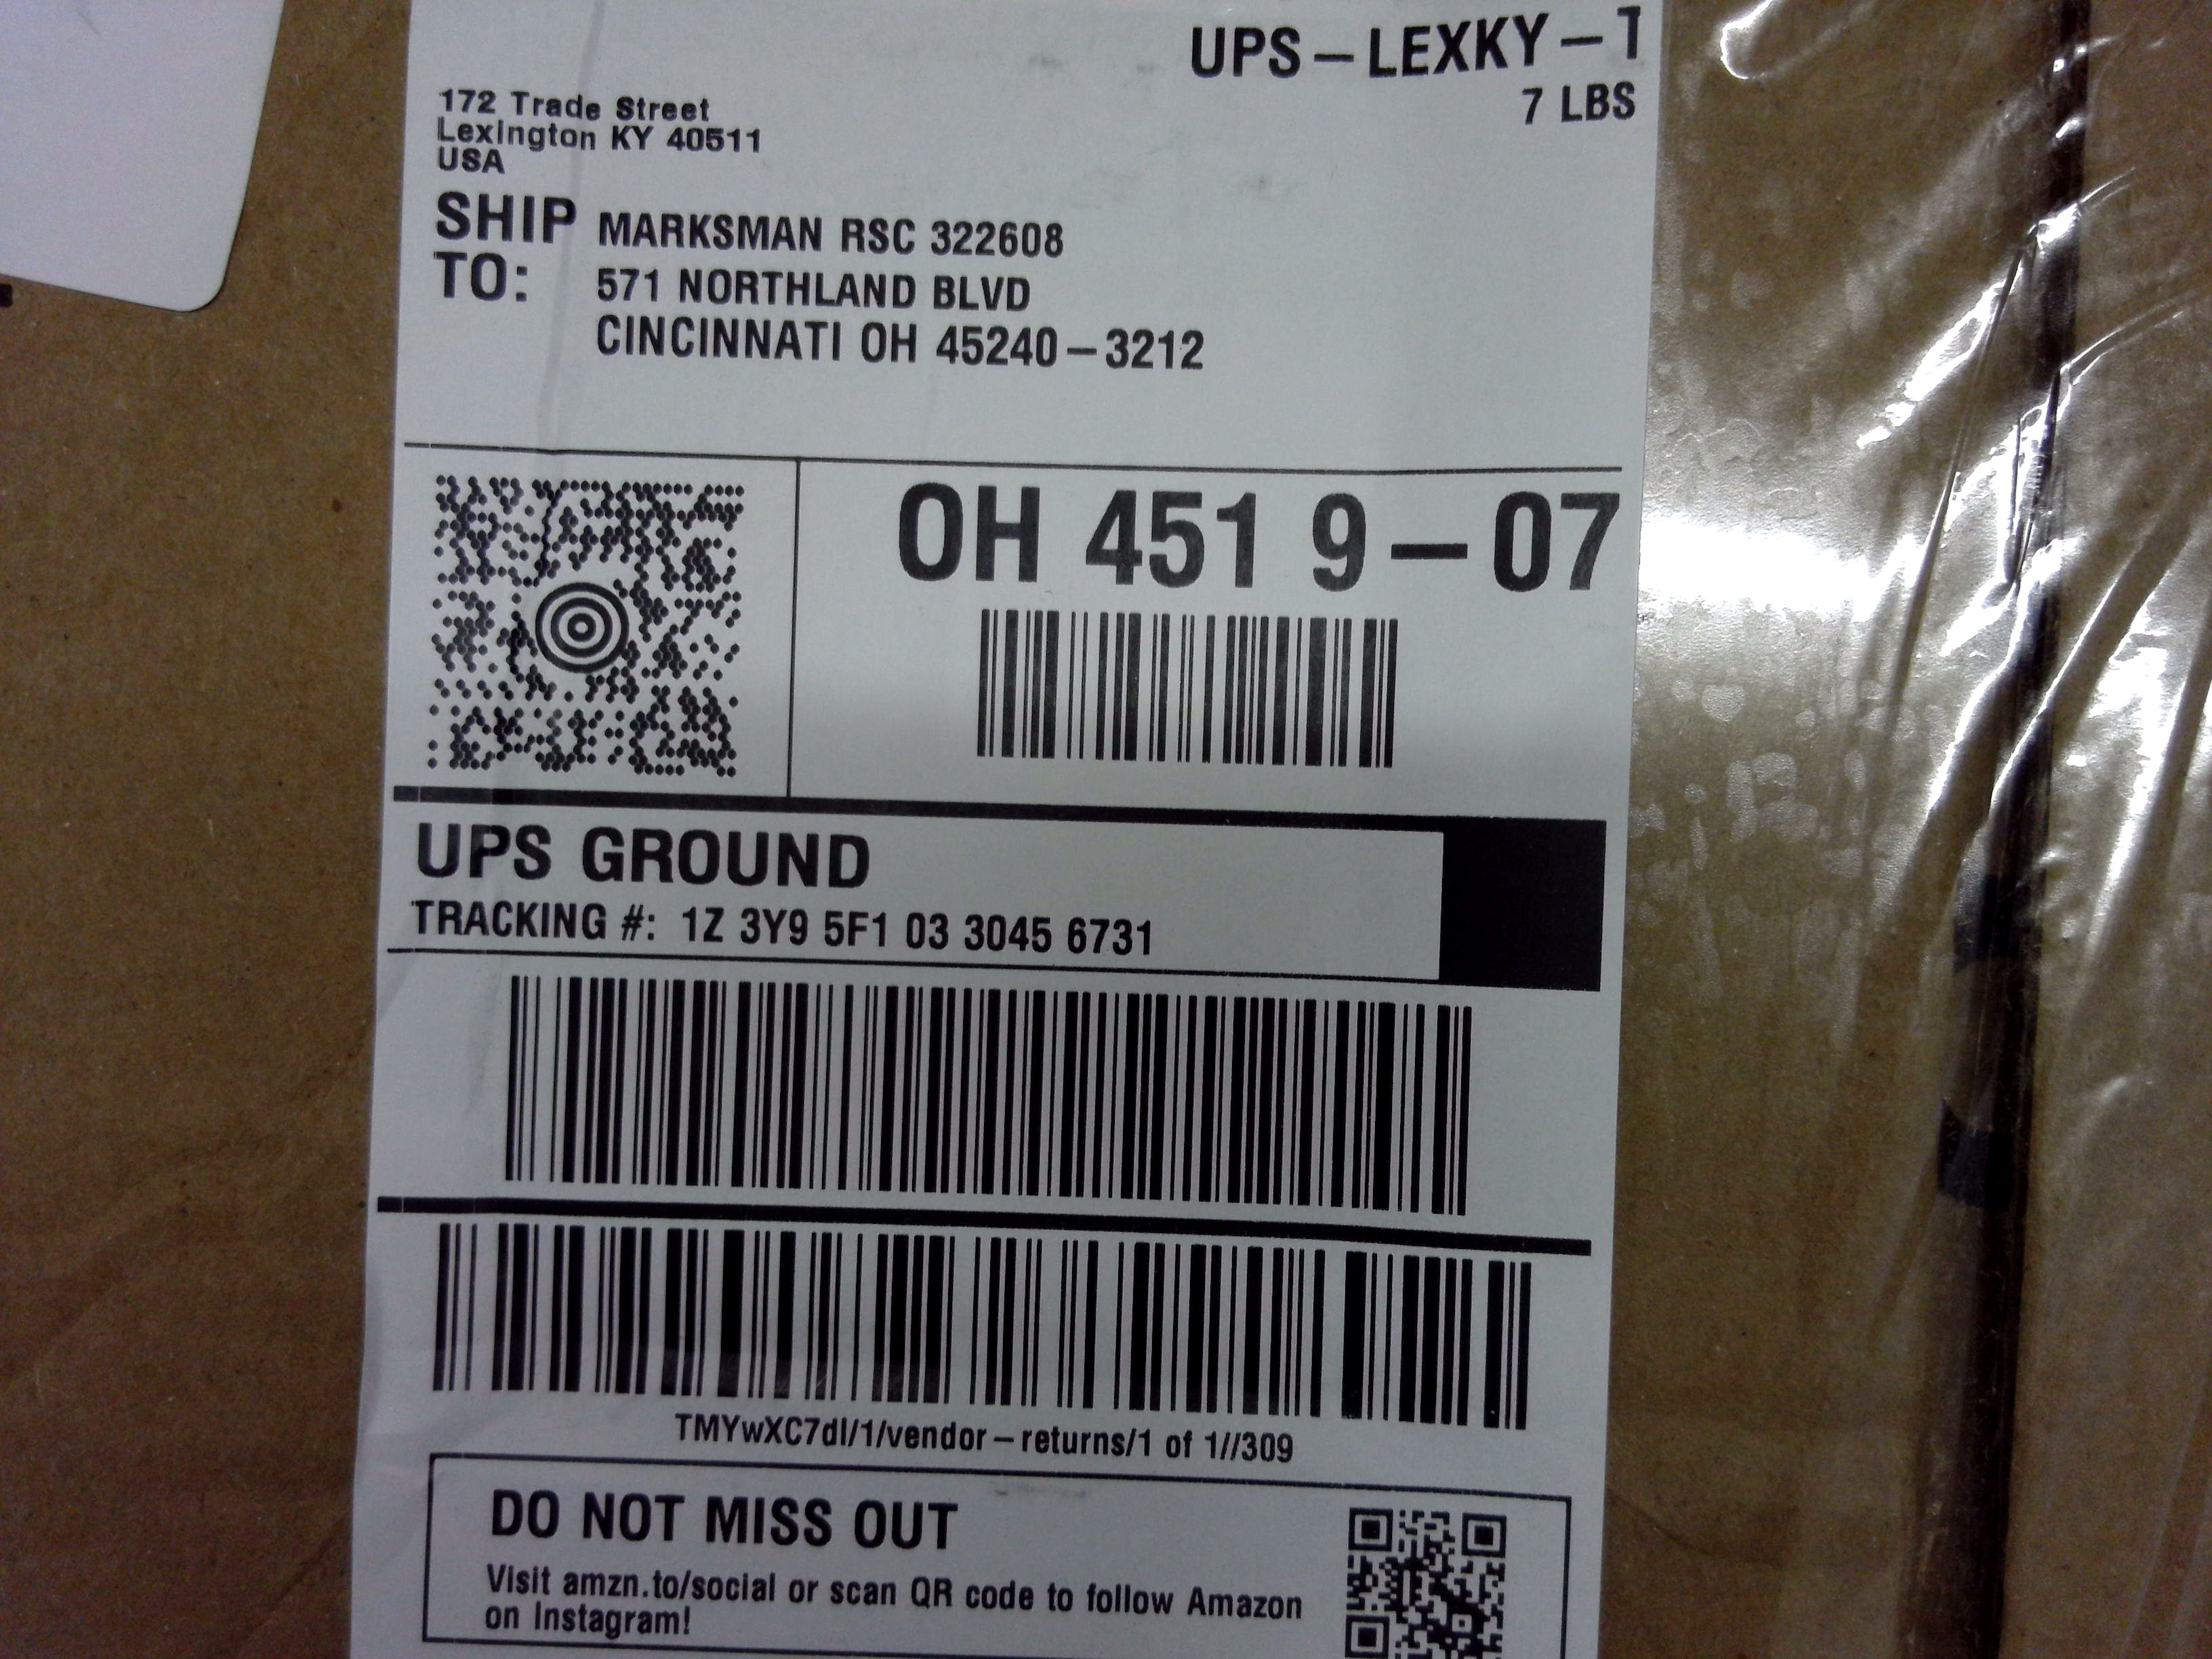 UPS-LEXKY-T
7 LBS
172 Trade Street
Lexington KY 40511
USA
SHIP TO:
MARKSMAN RSC 322608
571 NORTHLAND BLVD
CINCINNATI OH 45240-3212
OH 451 9-07
UPS GROUND
TRACKING #: 1Z 3Y9 5F1 03 3045 6731
TMYwXC7dl/1/vendor-returns/1 of 1//309
DO NOT MISS OUT
Visit amzn.to/social or scan QR code to follow Amazon
on Instagram!